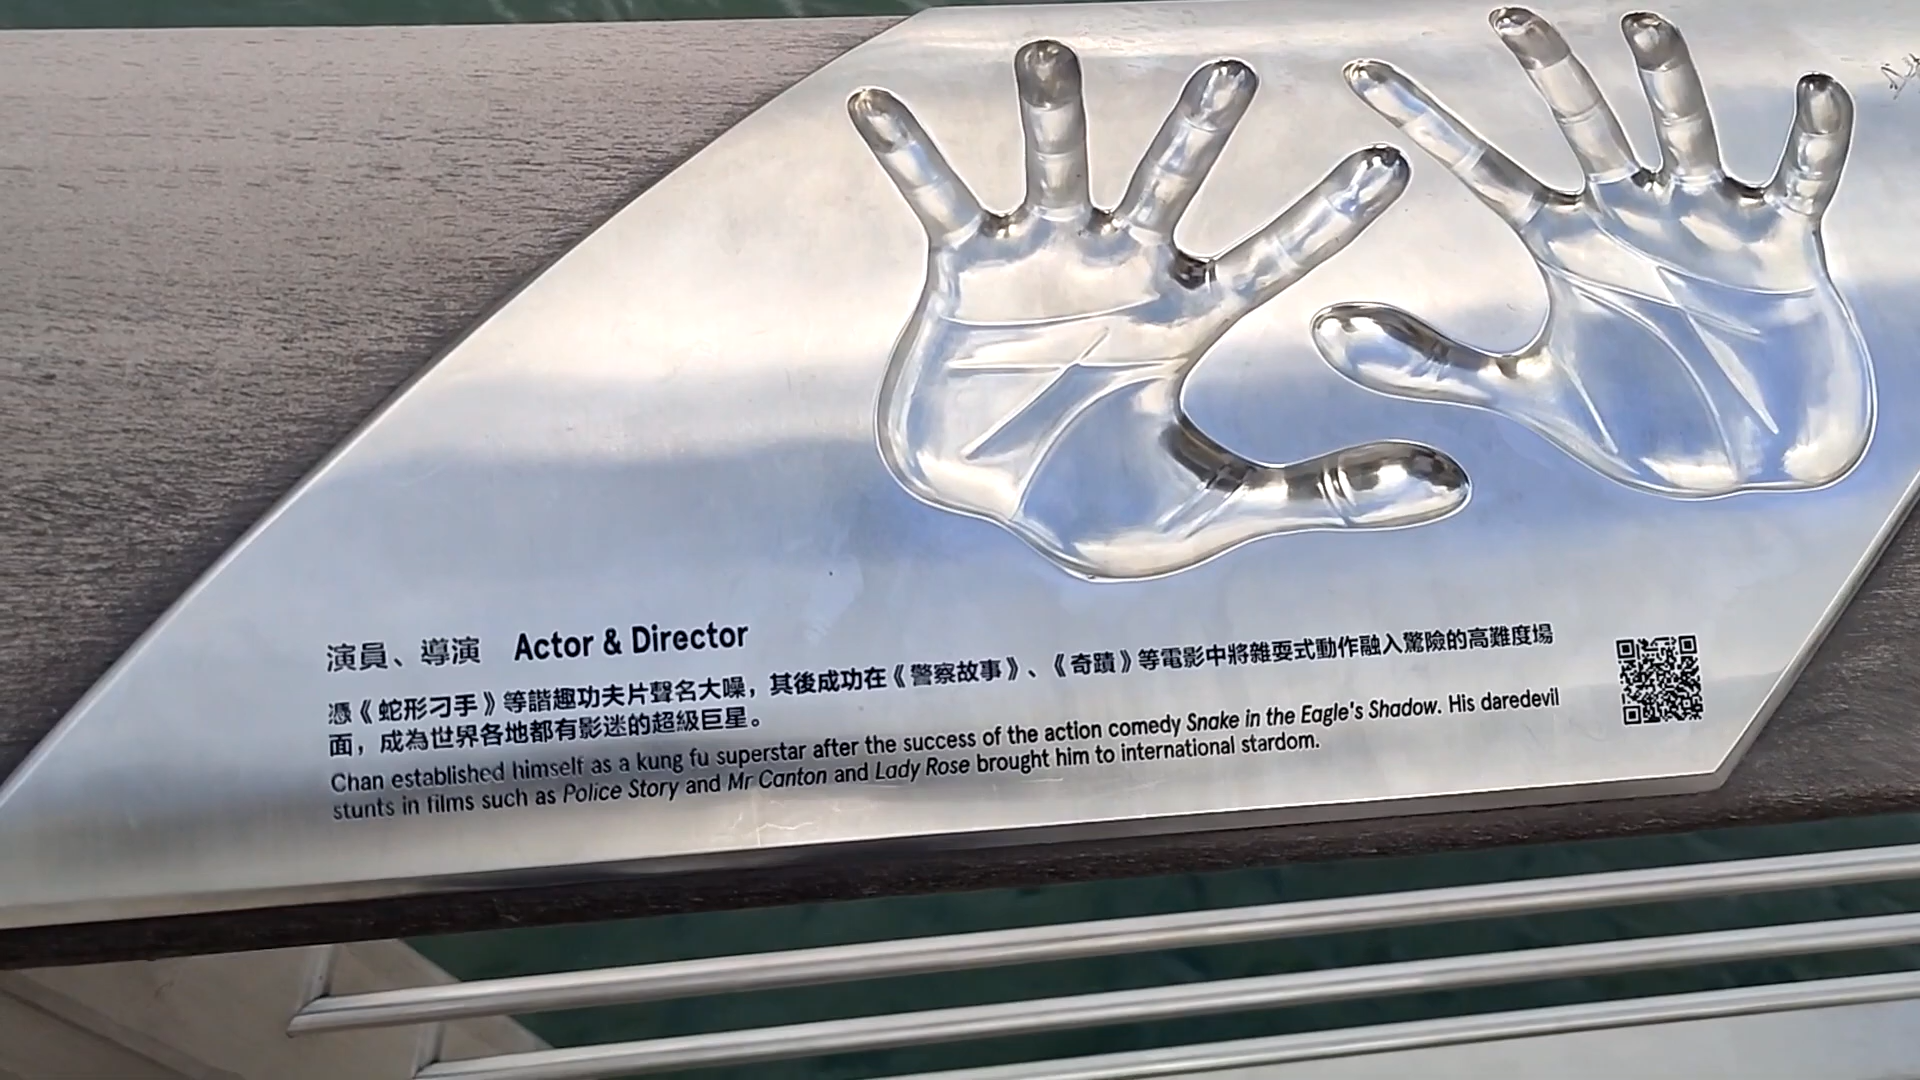 演員、導演 Actor & Director
憑《蛇形刁手》等諧趣功夫片聲名大噪，其後成功在《警察故事》、《奇蹟》等電影中將雜耍式動作融入驚險的高難度場
面，成為世界各地都有影迷的超級巨星。
Chan established himself as a kung fu superstar after the success of the action comedy Snake in the Eagle's Shadow. His daredevil
stunts in films such as Police Story and Mr Canton and Lady Rose brought him to international stardom.